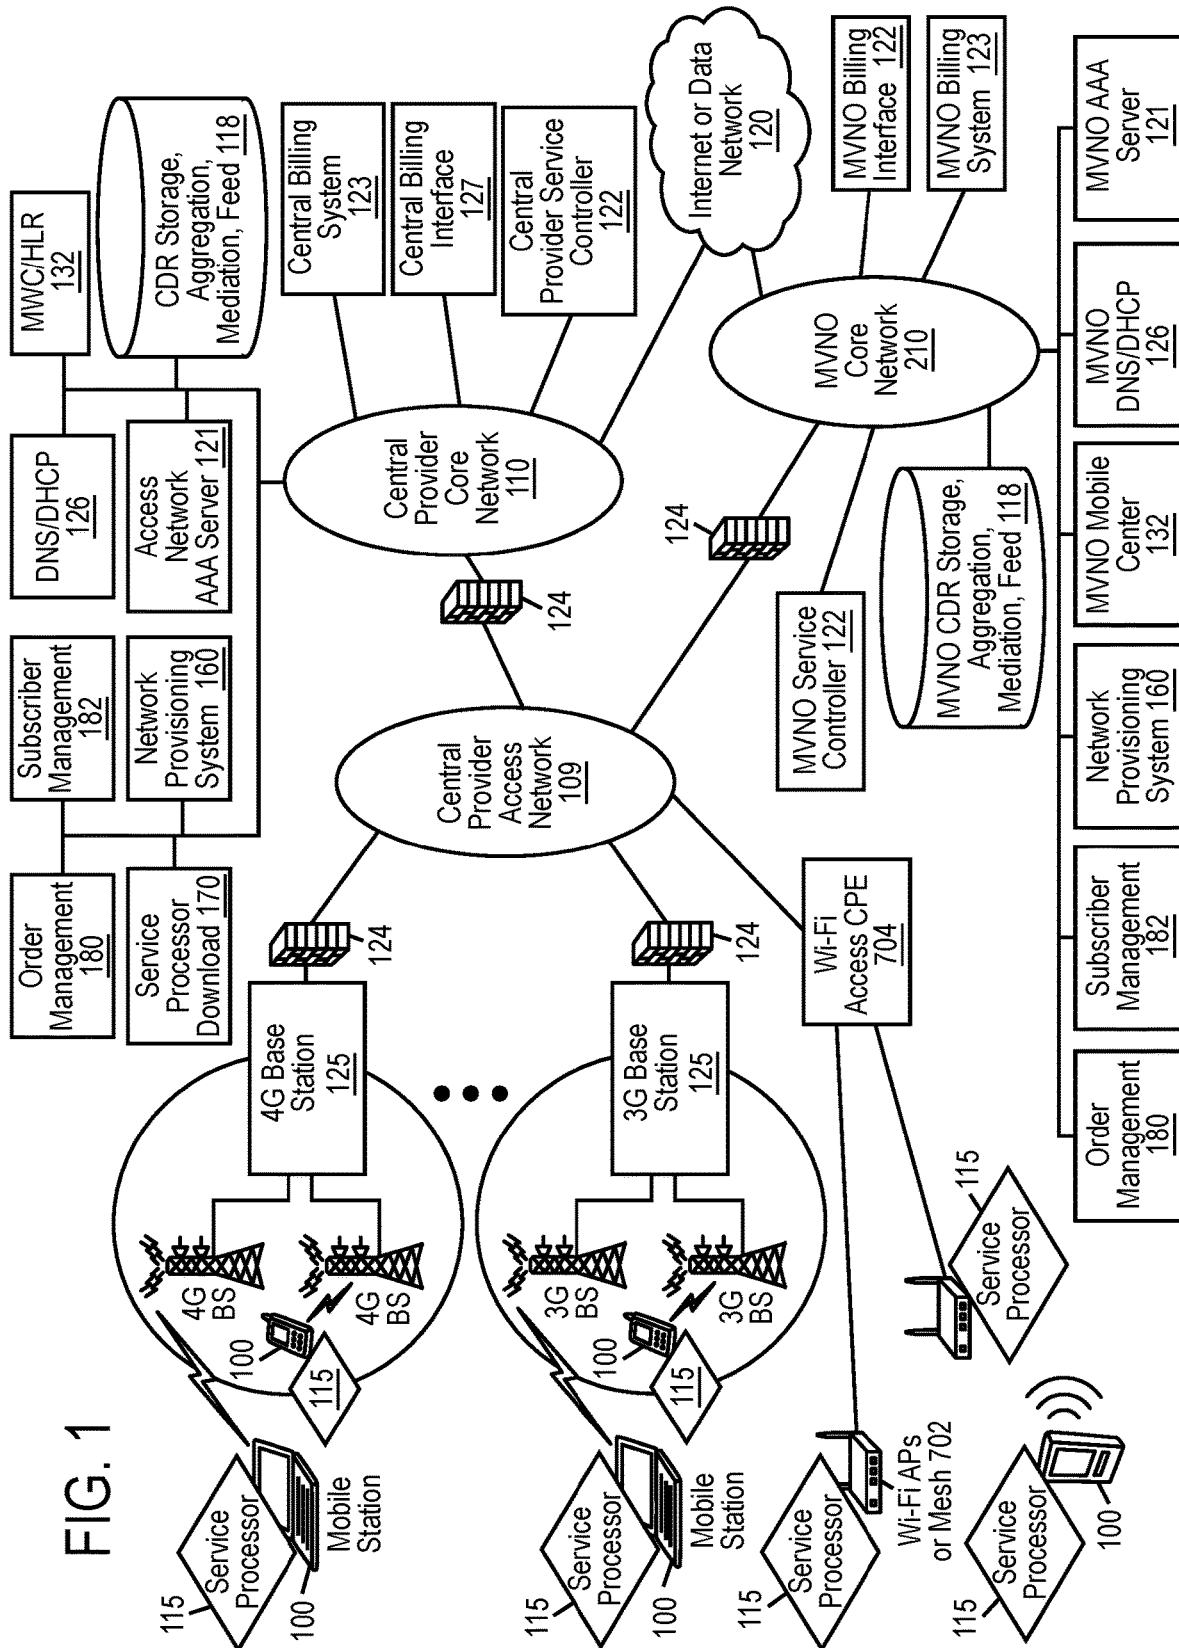 FIG. 1
Order
Management
180
Subscriber
Management
182
DNS/DHCP
126
MWC/HLR
132
Service
Processor
Download 170
Network
Provisioning
System 160
Access
Network
AAA Server 121
CDR Storage,
Aggregation,
Mediation, Feed 118
115
Service
Processor
100
Mobile
Station
4G
BS
100
4G
BS
115
4G Base
Station
125
124
Central
Provider
Access
Network
109
124
Central
Provider
Core
Network
110
Central Billing
System
123
Central Billing
Interface
127
Central
Provider Service
Controller
122
115
Service
Processor
100
Mobile
Station
3G
BS
100
3G
BS
115
3G Base
Station
125
124
124
Internet or Data
Network
120
115
Service
Processor
Wi-Fi APs
or Mesh 702
Wi-Fi
Access CPE
704
MVNO Service
Controller 122
MVNO
Core
Network
210
MVNO Billing
Interface 122
MVNO Billing
System 123
115
Service
Processor
100
115
Service
Processor
MVNO CDR Storage,
Aggregation,
Mediation, Feed 118
Order
Management
180
Subscriber
Management
182
Network
Provisioning
System 160
MVNO Mobile
Center
132
MVNO
DNS/DHCP
126
MVNO AAA
Server
121